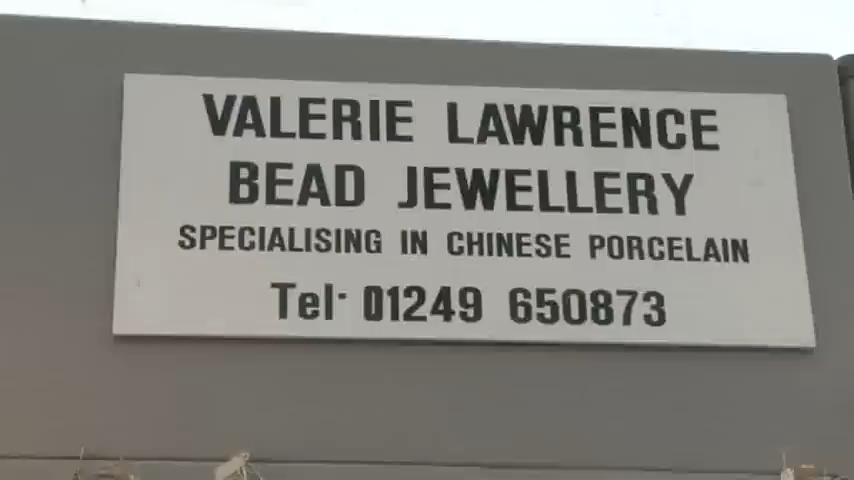 VALERIE LAWRENCE
BEAD JEWELLERY
SPECIALISING IN CHINESE PORCELAIN
Tel· 01249 650873